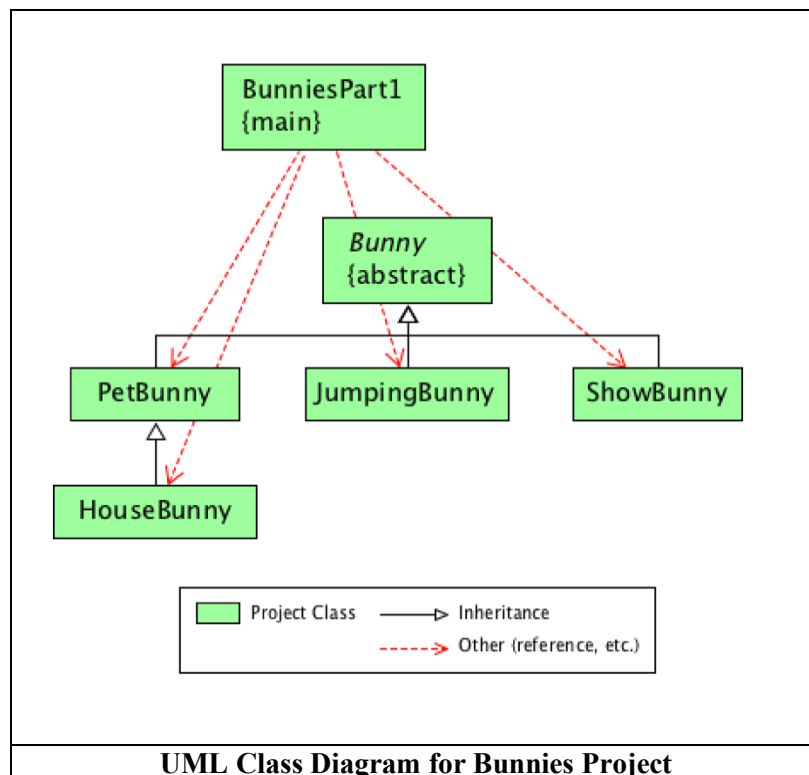 BunniesPart1
{main}
Bunny
{abstract}
PetBunny
JumpingBunny
ShowBunny
HouseBunny
Project Class
Inheritance
Other (reference, etc.)
UML Class Diagram for Bunnies Project